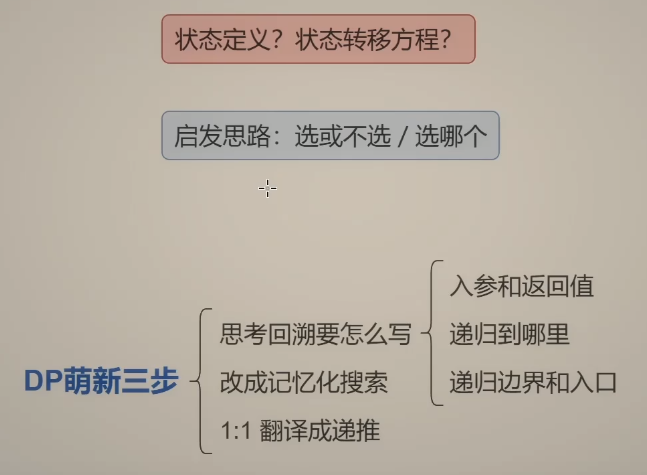 状态定义？状态转移方程？
启发思路：选或不选 / 选哪个
DP萌新三步
思考回溯要怎么写
入参和返回值
递归到哪里
递归边界和入口
改成记忆化搜索
1:1 翻译成递推